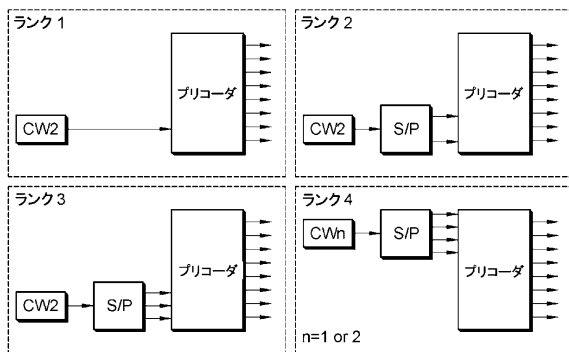 ランク1
プリコーダ
CW2
ランク2
プリコーダ
CW2
S/P
ランク3
プリコーダ
CW2
S/P
ランク4
CWn
S/P
プリコーダ
n=1 or 2